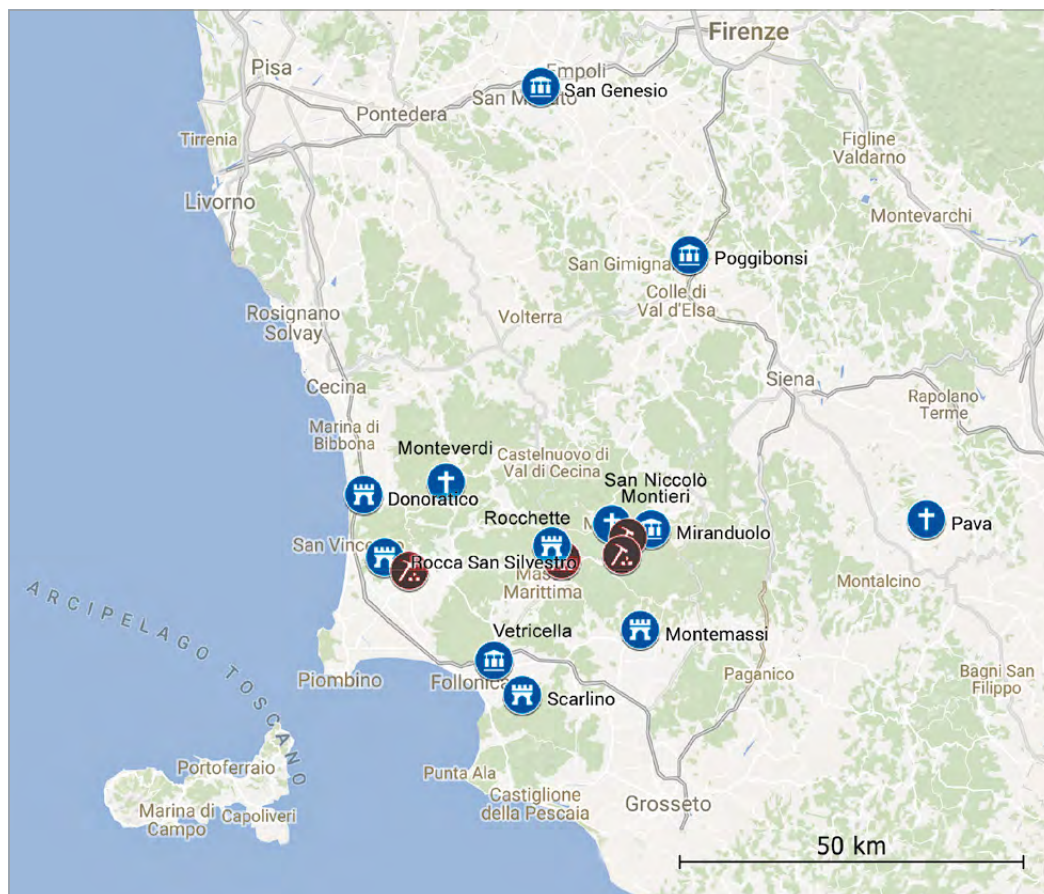 Firenze
Pisa
Empoli
San Genesio
Pontedera
Tirrenia
Figline
Valdarno
Livorno
Montevarchi
San Gimignano
Poggibonsi
Colle di
Val d'Elsa
Rosignano
Solvay
Volterra
Siena
Cecina
Rapolano
Terme
Marina di
Bibbona
Monteverdi
Castelnuovo di
Val di Cecina
San Niccolò
Montieri
Donoratico
Rocchette
Miranduolo
Pava
San Vincenzo
Rocca San Silvestro
Marittima
Montalcino
ARCIPELAGO TOSCANO
Vetricella
Montemassi
Piombino
Follonica
Paganico
Bagni San
Filippo
Scarlino
Portoferraio
Punta Ala
Marina di
Campo
Capoliveri
Castiglione
della Pescaia
Grosseto
50 km